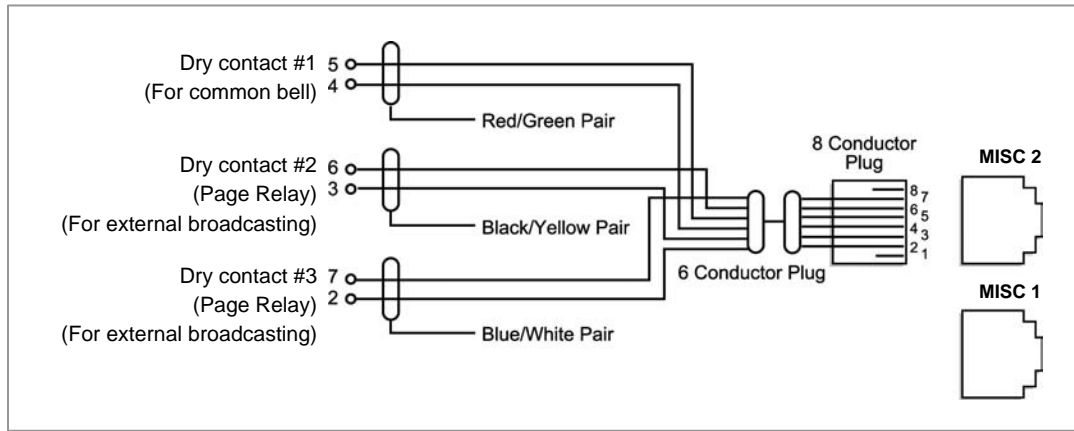 Dry contact #1 5
(For common bell) 4
Red/Green Pair
Dry contact #2 6
(Page Relay) 3
(For external broadcasting)
Black/Yellow Pair
Dry contact #3 7
(Page Relay) 2
(For external broadcasting)
Blue/White Pair
6 Conductor Plug
8 Conductor
Plug
8
7
6
5
4
3
2
1
MISC 2
MISC 1